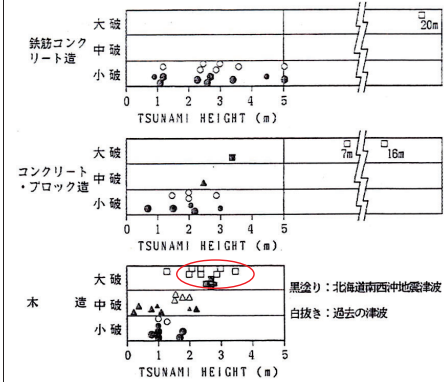 鉄筋コンク
リート造
大 破
中 破
小 破
20m
0 1 2 3 4 5
TSUNAMI HEIGHT (m)
コンクリート
・ブロック造
大 破
中 破
小 破
7m 16m
0 1 2 3 4 5
TSUNAMI HEIGHT (m)
木 造
大 破
中 破
小 破
0 1 2 3 4 5
TSUNAMI HEIGHT (m)
黒塗り：北海道南西沖地震津波
白抜き：過去の津波